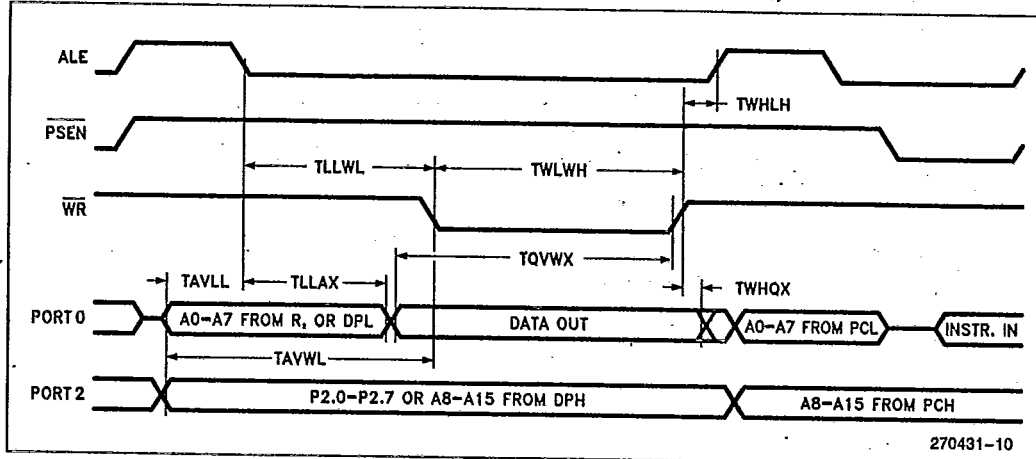 ALE
TWHLH
PSEN
TLLWL
TWLWH
WR
TQVWX
TAVLL
TLLAX
TWHQX
PORT 0
A0–A7 FROM R, OR DPL
DATA OUT
A0–A7 FROM PCL
INSTR. IN
TAVWL
PORT 2
P2.0–P2.7 OR A8–A15 FROM DPH
A8–A15 FROM PCH
270431–10